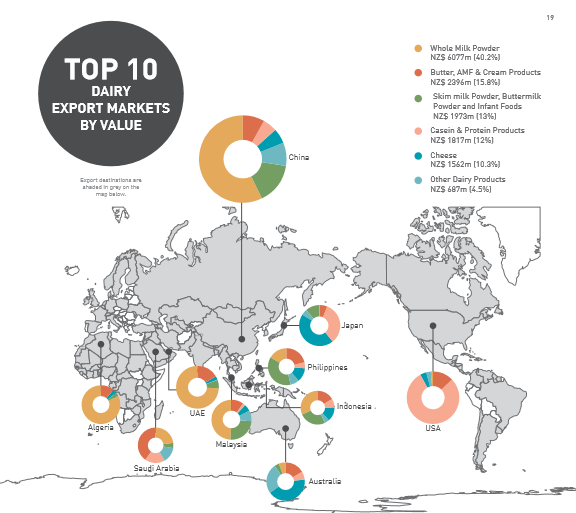 19
TOP 10
DAIRY
EXPORT MARKETS
BY VALUE
Export destinations are
shaded in grey on the
map below.
Whole Milk Powder
NZ$ 6077m (40.2%)
Butter, AMF & Cream Products
NZ$ 2396m (15.8%)
Skim milk Powder, Buttermilk
Powder and Infant Foods
NZ$ 1973m (13%)
Casein & Protein Products
NZ$ 1817m (12%)
Cheese
NZ$ 1562m (10.3%)
Other Dairy Products
NZ$ 687m (4.5%)
China
Japan
Philippines
Indonesia
UAE
Algeria
Malaysia
USA
Saudi Arabia
Australia